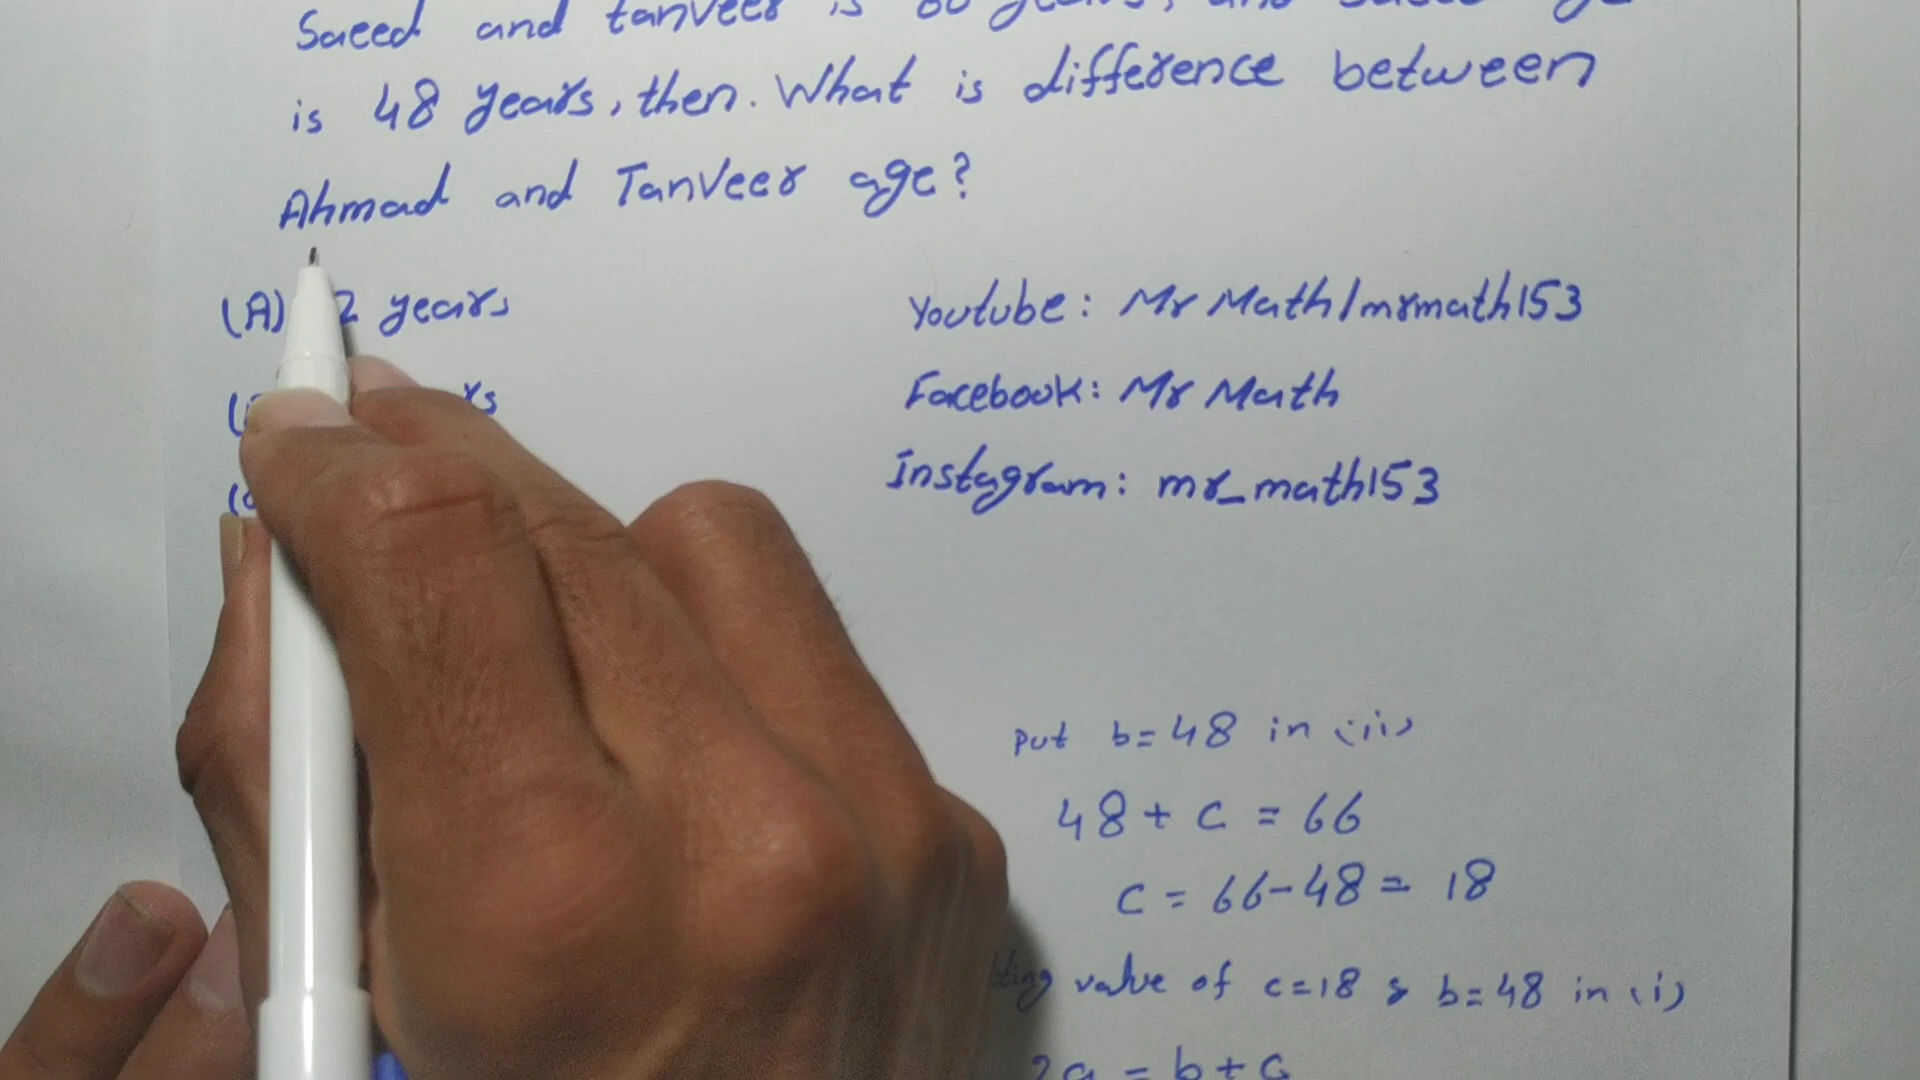 Saeed and tanveer is
is 48 years, then. What is difference between
Ahmad and Tanveer age?
(A) 2 years
Youtube: Mr Math/mrmath153
Facebook: Mr Math
Instagram: mr_math153
Put b=48 in (ii)
48 + c = 66
c = 66-48 = 18
value of c=18 & b=48 in (i)
2a = b + c